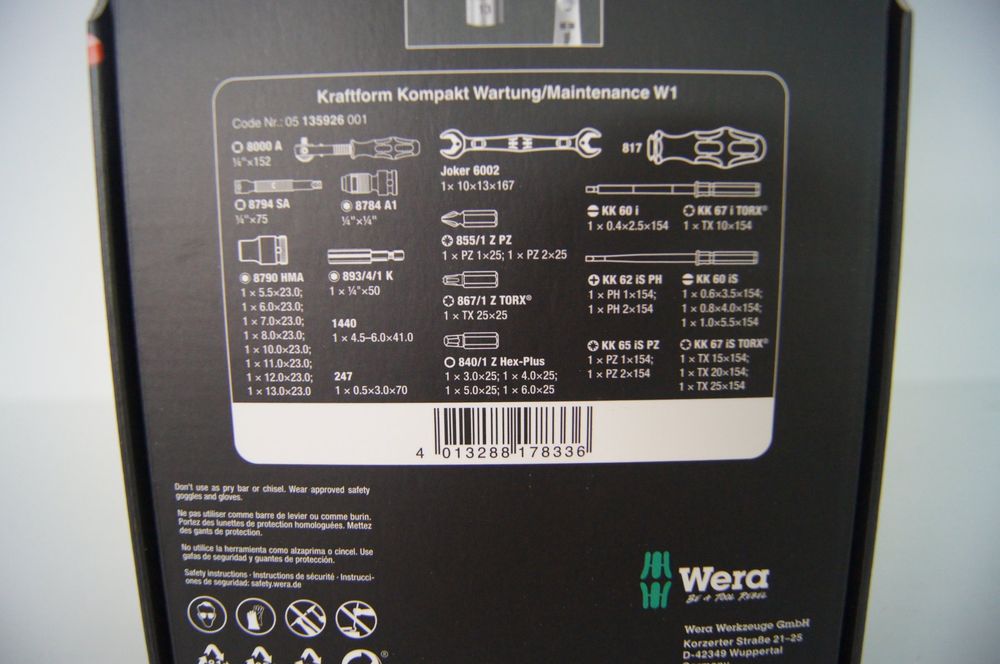 Kraftform Kompakt Wartung/Maintenance W1
Code Nr.: 05 135926 001
8000 A
¼"×152
8794 SA
¼"×75
8784 A1
¼"×¼"
8790 HMA
1 × 5.5×23.0;
1 × 6.0×23.0;
1 × 7.0×23.0;
1 × 8.0×23.0;
1 × 10.0×23.0;
1 × 11.0×23.0;
1 × 12.0×23.0;
1 × 13.0×23.0
893/4/1 K
1 × ¼"×50
1440
1 × 4.5–6.0×41.0
247
1 × 0.5×3.0×70
Joker 6002
1 × 10×13×167
855/1 Z PZ
1 × PZ 1×25; 1 × PZ 2×25
867/1 Z TORX®
1 × TX 25×25
840/1 Z Hex-Plus
1 × 3.0×25; 1 × 4.0×25;
1 × 5.0×25; 1 × 6.0×25
817
KK 60 i
1 × 0.4×2.5×154
KK 67 i TORX®
1 × TX 10×154
KK 62 iS PH
1 × PH 1×154;
1 × PH 2×154
KK 60 iS
1 × 0.6×3.5×154;
1 × 0.8×4.0×154;
1 × 1.0×5.5×154
KK 65 iS PZ
1 × PZ 1×154;
1 × PZ 2×154
KK 67 iS TORX®
1 × TX 15×154;
1 × TX 20×154;
1 × TX 25×154
4 013288 178336
Don't use as pry bar or chisel. Wear approved safety
goggles and gloves.
Ne pas utiliser comme barre de levier ou comme burin.
Portez des lunettes de protection homologuées. Mettez
des gants de protection.
No utilice la herramienta como alzaprima o cincel. Use
gafas de seguridad y guantes de protección.
Safety instructions · Instructions de sécurité · Instrucci-
ones de seguridad: safety.wera.de
Wera
BE A TOOL REBEL
Wera Werkzeuge GmbH
Korzerter Straße 21–25
D-42349 Wuppertal